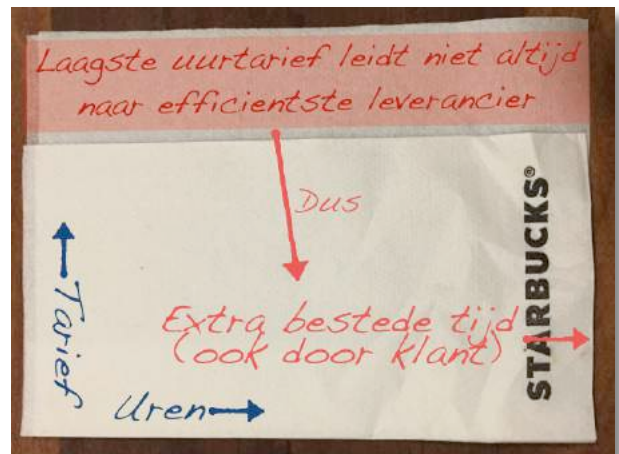 Laagste uurtarief leidt niet altijd
naar efficientste leverancier
Dus
Extra bestede tijd
(ook door klant)
Tarief
Uren
STARBUCKS®